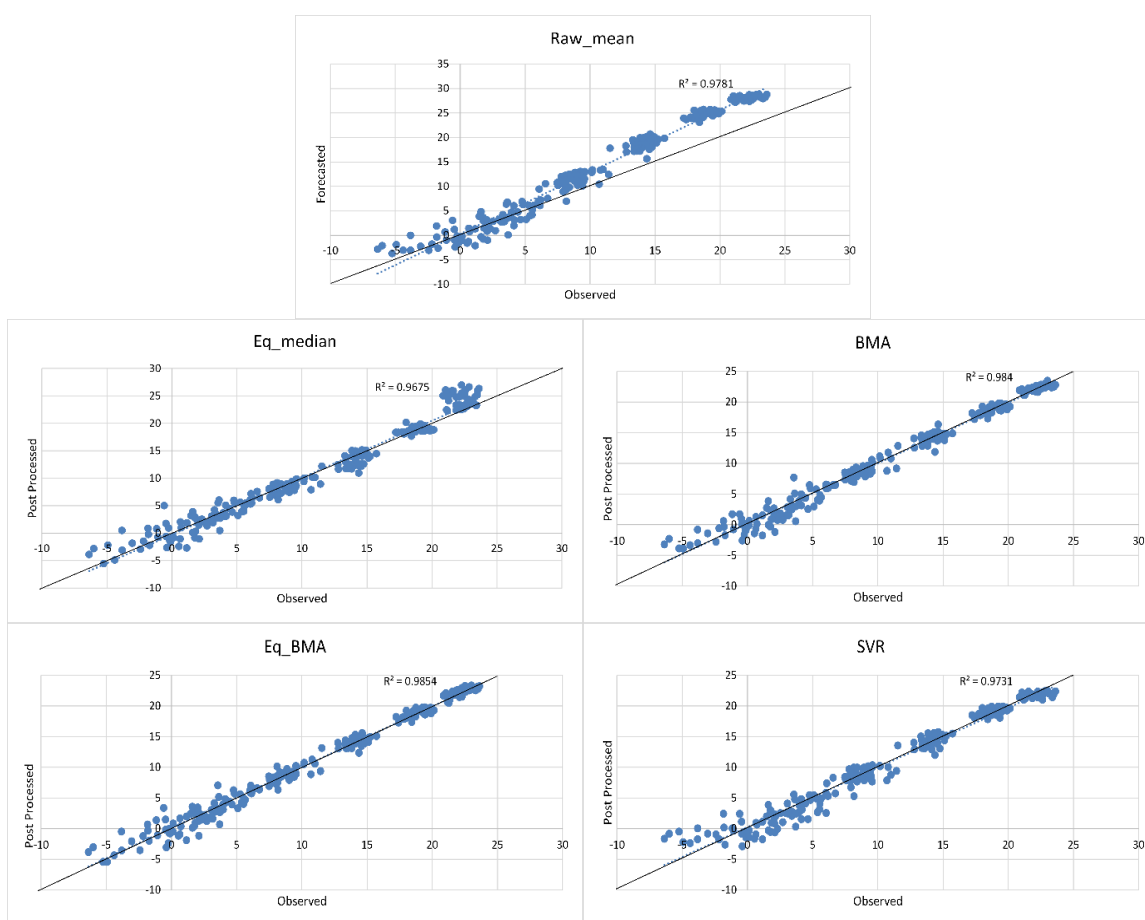 Raw_mean
R² = 0.9781
35
30
25
20
15
10
5
0
-5
-10
-10 -5 0 5 10 15 20 25 30
Forecasted
Observed
Eq_median
R² = 0.9675
30
25
20
15
10
5
0
-5
-10
-10 -5 0 5 10 15 20 25 30
Post Processed
Observed
BMA
R² = 0.984
25
20
15
10
5
0
-5
-10
-10 -5 0 5 10 15 20 25 30
Post Processed
Observed
Eq_BMA
R² = 0.9854
25
20
15
10
5
0
-5
-10
-10 -5 0 5 10 15 20 25 30
Post Processed
Observed
SVR
R² = 0.9731
25
20
15
10
5
0
-5
-10
-10 -5 0 5 10 15 20 25 30
Post Processed
Observed